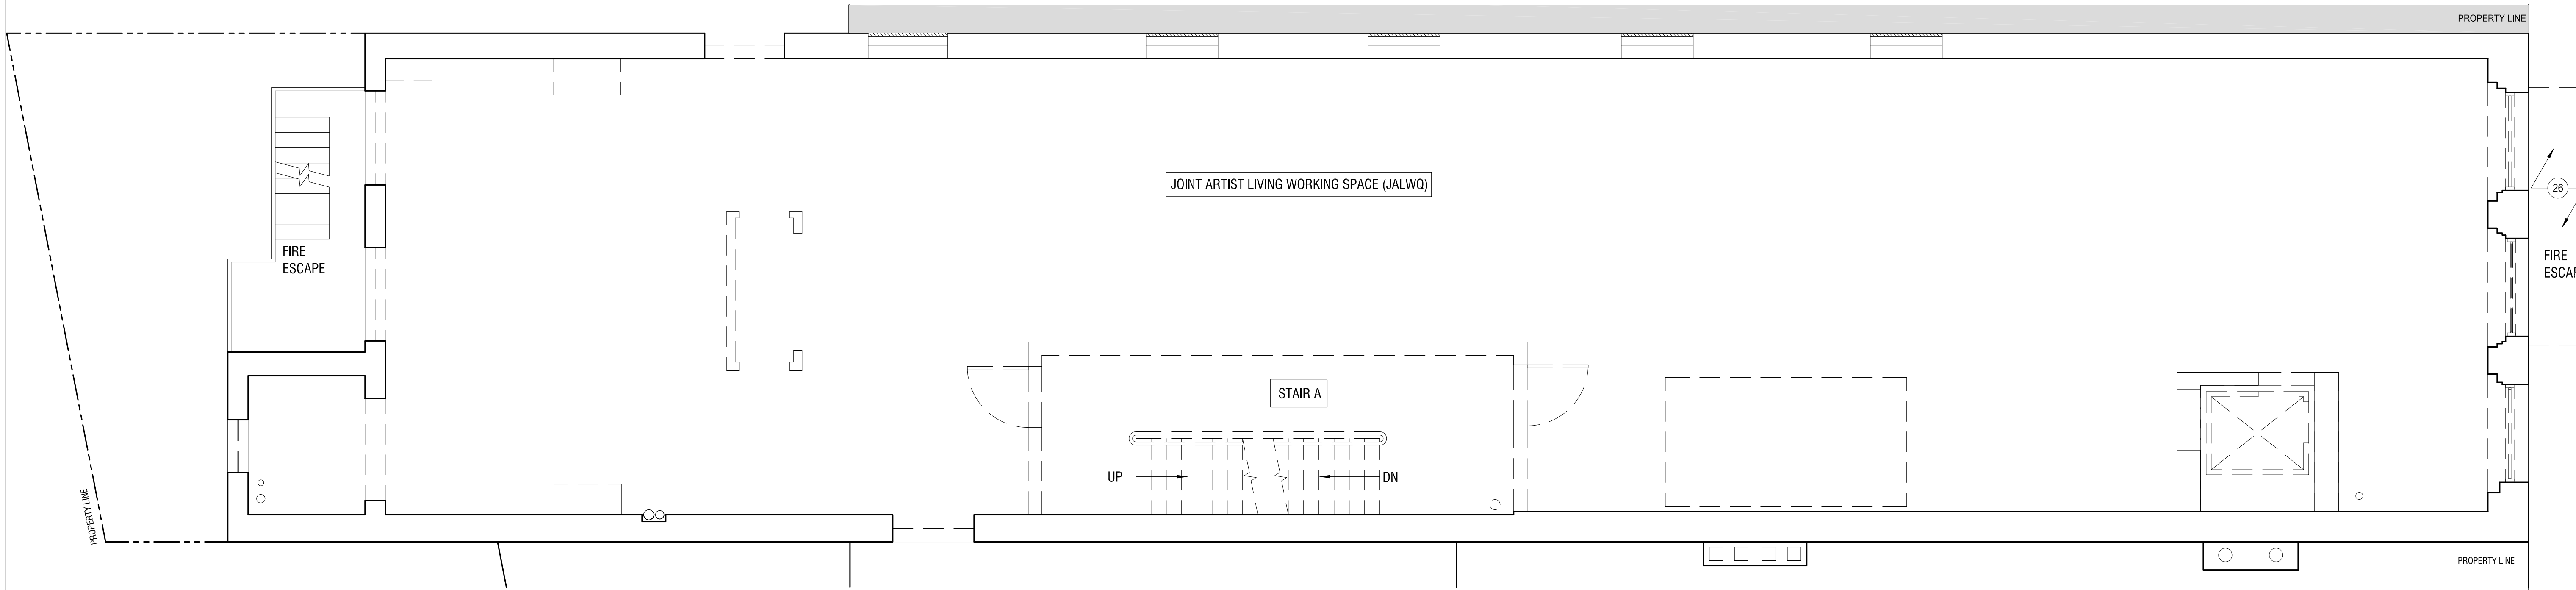 PROPERTY LINE
JOINT ARTIST LIVING WORKING SPACE (JALWQ)
26
FIRE
ESCAPE
FIRE
ESCAP
STAIR A
UP
DN
PROPERTY LINE
PROPERTY LINE